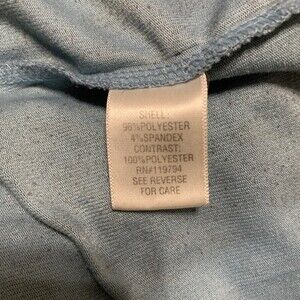 SHELL:
96%POLYESTER
4%SPANDEX
CONTRAST:
100%POLYESTER
RN#119794
SEE REVERSE
FOR CARE